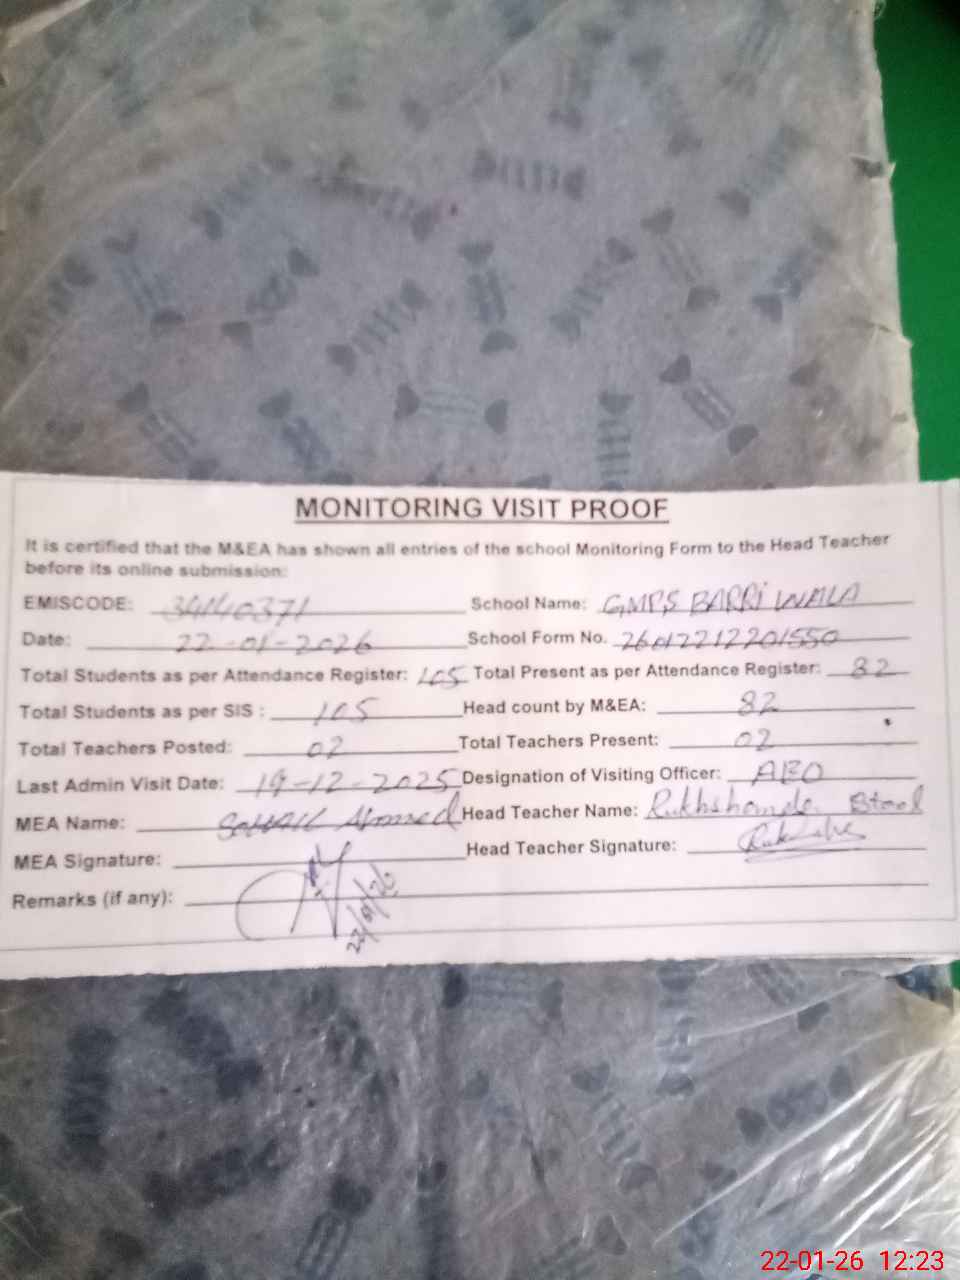 MONITORING VISIT PROOF
It is certified that the M&EA has shown all entries of the school Monitoring Form to the Head Teacher
before its online submission:
EMISCODE: 34140371 School Name: GMPS BARRI WALA
Date: 22-01-2026 School Form No. 26012212201550
Total Students as per Attendance Register: 105 Total Present as per Attendance Register: 82
Total Students as per SIS : 105 Head count by M&EA: 82
Total Teachers Posted: 02 Total Teachers Present: 02
Last Admin Visit Date: 19-12-2025 Designation of Visiting Officer: AEO
MEA Name: Ahmed Head Teacher Name:
MEA Signature: Head Teacher Signature:
Remarks (if any):
22/01/26
22-01-26 12:23